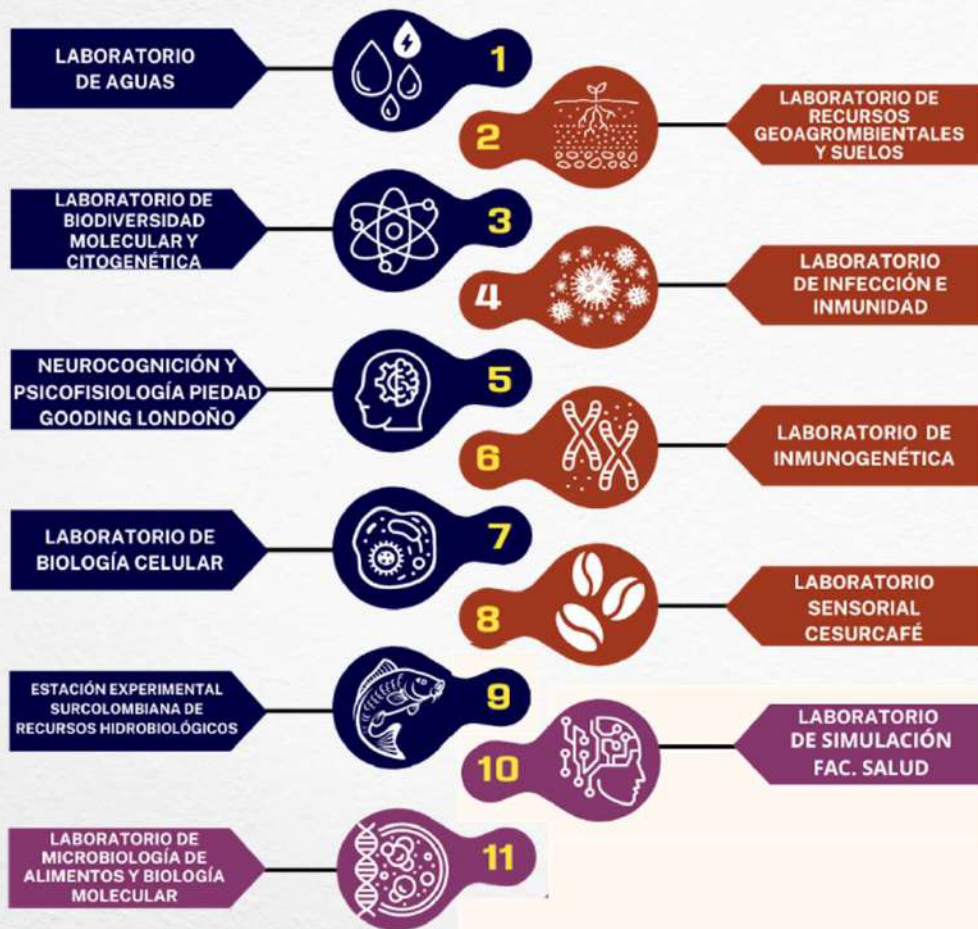 LABORATORIO
DE AGUAS
1
2
LABORATORIO DE
RECURSOS
GEOAGROMBIENTALES
Y SUELOS
LABORATORIO DE
BIODIVERSIDAD
MOLECULAR Y
CITOGENÉTICA
3
4
LABORATORIO
DE INFECCIÓN E
INMUNIDAD
NEUROCOGNICIÓN Y
PSICOFISIOLOGÍA PIEDAD
GOODING LONDOÑO
5
6
LABORATORIO DE
INMUNOGENÉTICA
LABORATORIO DE
BIOLOGÍA CELULAR
7
8
LABORATORIO
SENSORIAL
CESURCAFÉ
ESTACIÓN EXPERIMENTAL
SURCOLOMBIANA DE
RECURSOS HIDROBIOLÓGICOS
9
10
LABORATORIO
DE SIMULACIÓN
FAC. SALUD
LABORATORIO DE
MICROBIOLOGÍA DE
ALIMENTOS Y BIOLOGÍA
MOLECULAR
11